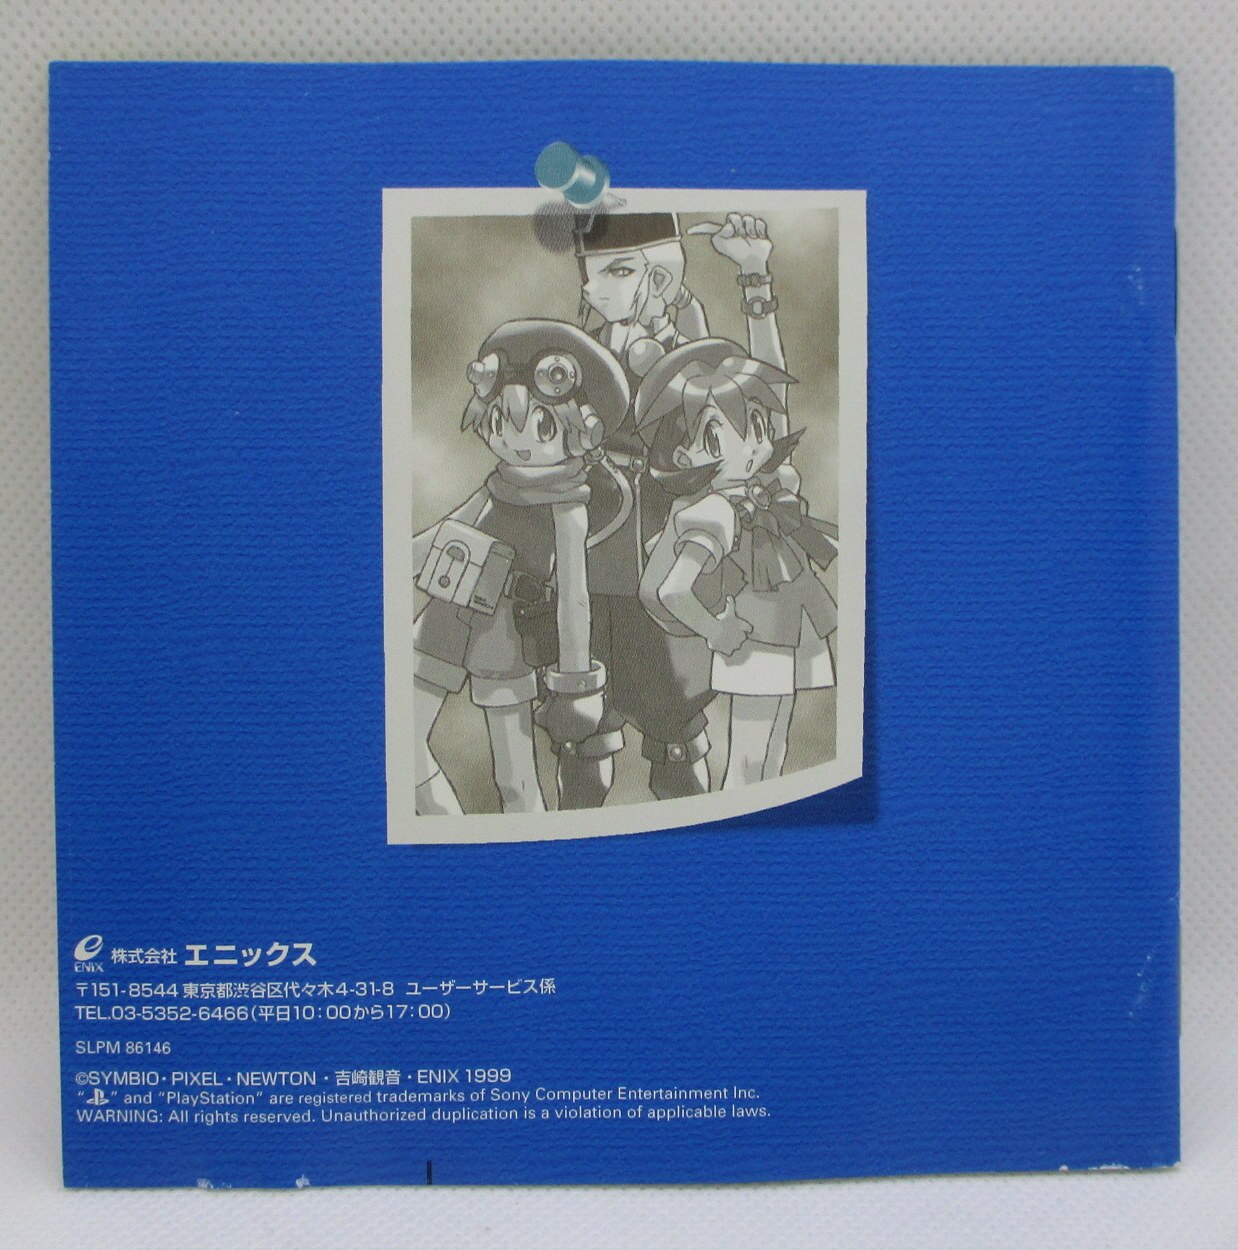 ENIX 株式会社 エニックス
〒151-8544 東京都渋谷区代々木4-31-8 ユーザーサービス係
TEL.03-5352-6466(平日10:00から17:00)
SLPM 86146
©SYMBIO・PIXEL・NEWTON・吉崎観音・ENIX 1999
“ ” and “PlayStation” are registered trademarks of Sony Computer Entertainment Inc.
WARNING: All rights reserved. Unauthorized duplication is a violation of applicable laws.